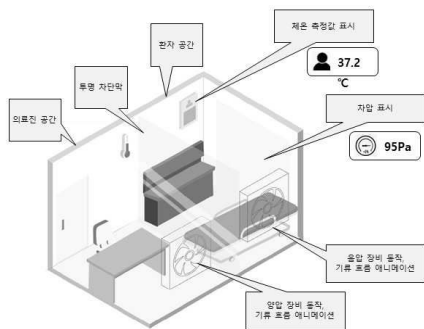 체온 측정값 표시
환자 공간
37.2
℃
투명 차단막
차압 표시
의료진 공간
95Pa
음압 장비 동작,
기류 흐름 애니메이션
양압 장비 동작,
기류 흐름 애니메이션